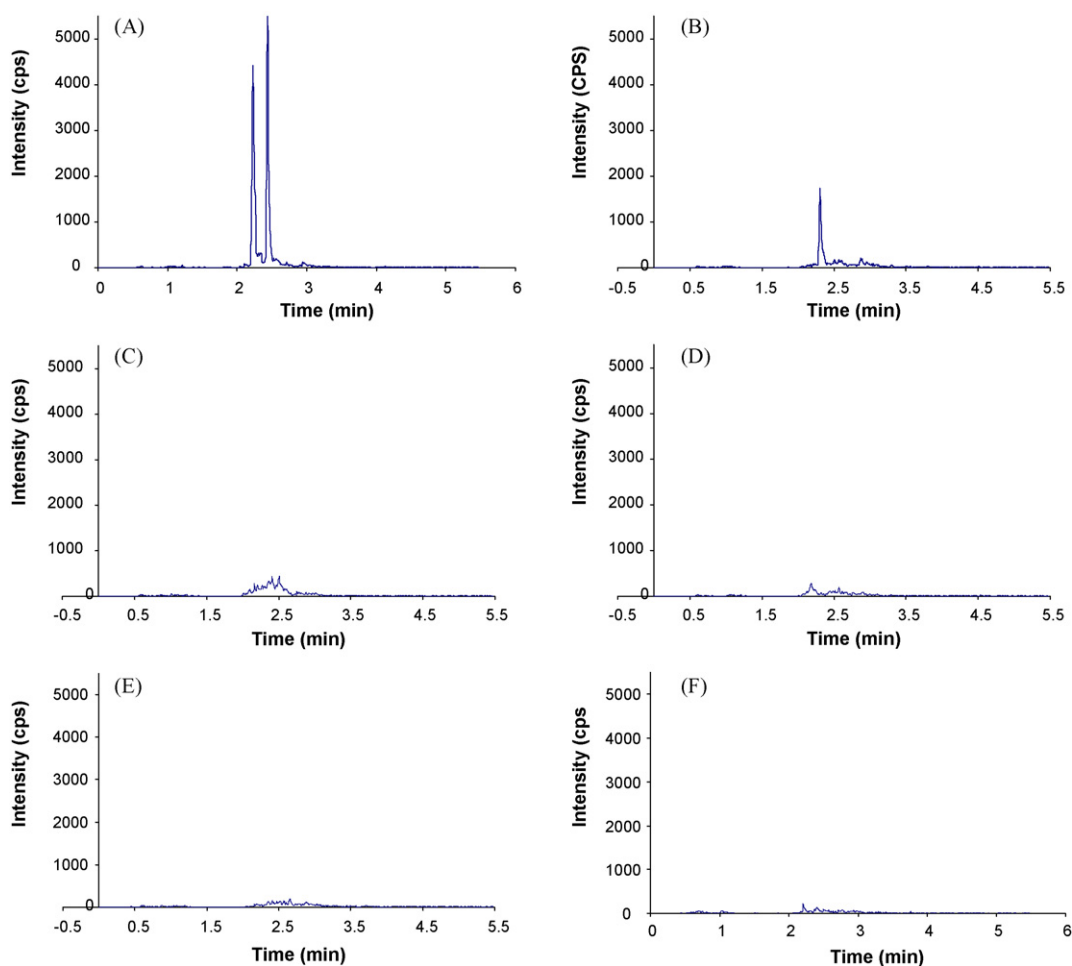 (A)
Intensity (cps)
5000
4000
3000
2000
1000
0
0 1 2 3 4 5 6
Time (min)
(B)
Intensity (CPS)
5000
4000
3000
2000
1000
0
-0.5 0.5 1.5 2.5 3.5 4.5 5.5
Time (min)
(C)
Intensity (cps)
5000
4000
3000
2000
1000
0
-0.5 0.5 1.5 2.5 3.5 4.5 5.5
Time (min)
(D)
Intensity (cps)
5000
4000
3000
2000
1000
0
-0.5 0.5 1.5 2.5 3.5 4.5 5.5
Time (min)
(E)
Intensity (cps)
5000
4000
3000
2000
1000
0
-0.5 0.5 1.5 2.5 3.5 4.5 5.5
Time (min)
(F)
Intensity (cps
5000
4000
3000
2000
1000
0
0 1 2 3 4 5 6
Time (min)